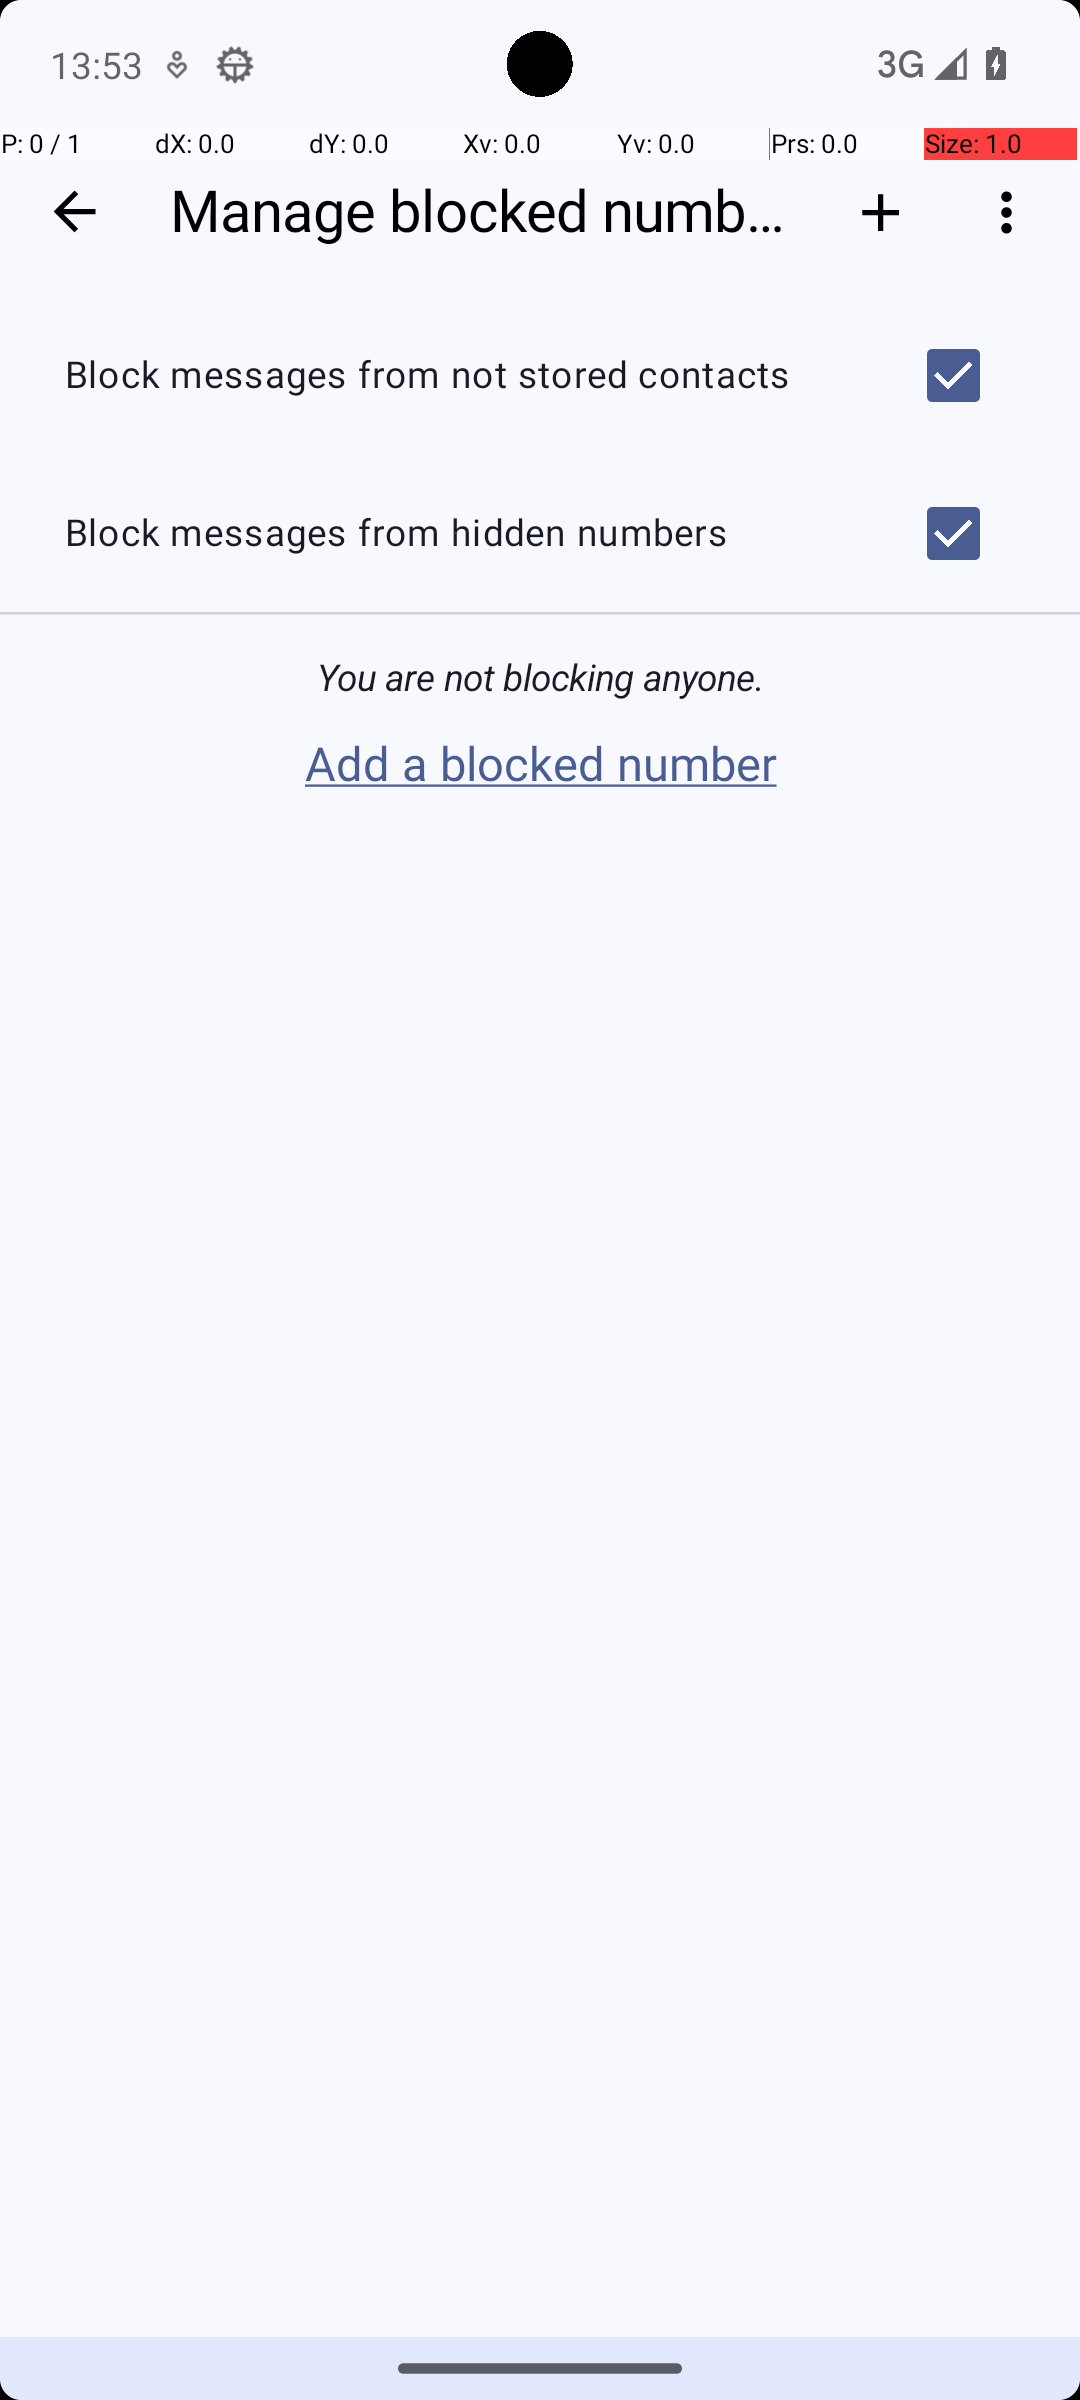 13:53
3G
P: 0 / 1 dX: 0.0 dY: 0.0 Xv: 0.0 Yv: 0.0 Prs: 0.0 Size: 1.0
Manage blocked numb...
Block messages from not stored contacts
Block messages from hidden numbers
You are not blocking anyone.
Add a blocked number